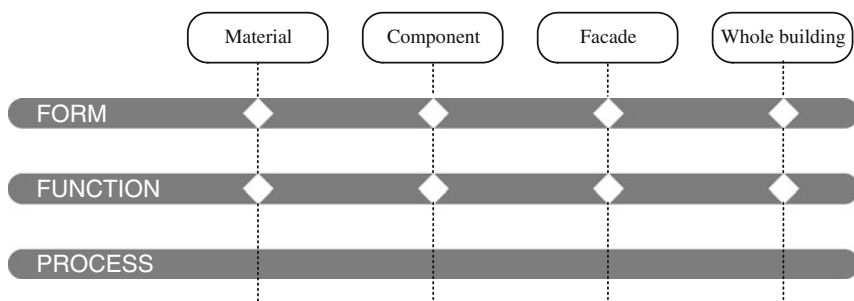 Material
Component
Facade
Whole building
FORM
FUNCTION
PROCESS